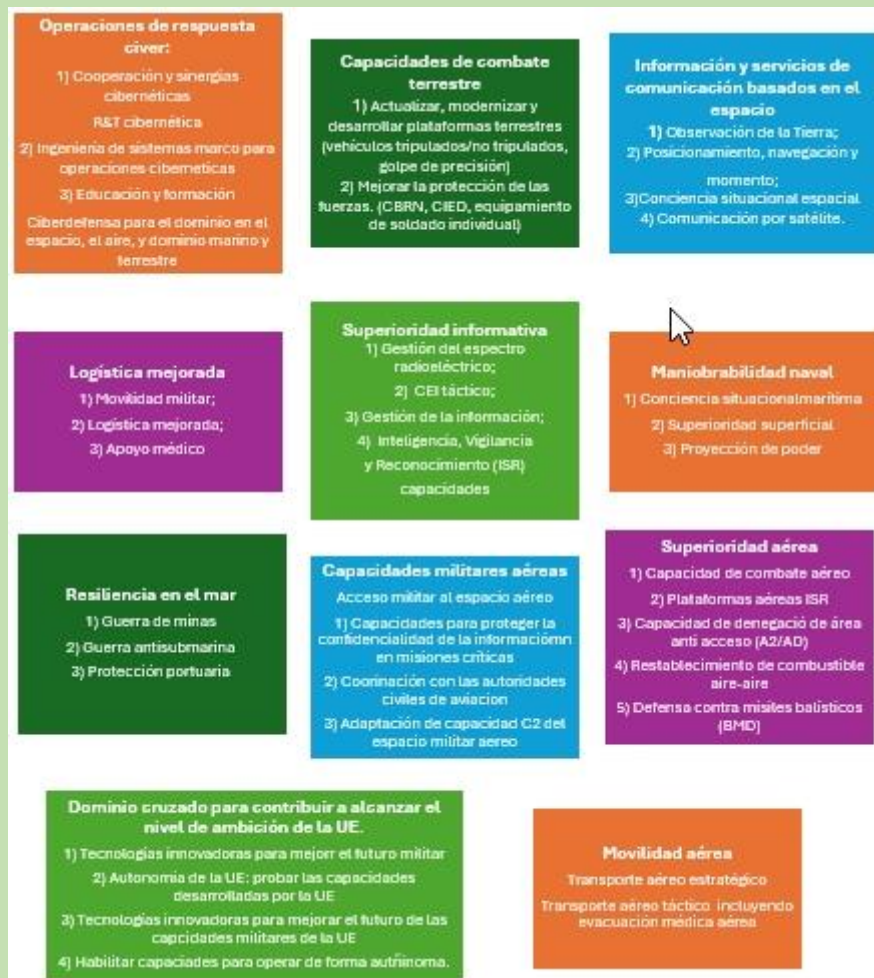 Operaciones de respuesta
civer:
1) Cooperación y sinergias
cibernéticas
R&T cibernética
2) Ingeniería de sistemas marco para
operaciones ciberneticas
3) Educación y formación
Ciberdefensa para el dominio en el
espacio, el aire, y dominio marino y
terrestre
Capacidades de combate
terrestre
1) Actualizar, modernizar y
desarrollar plataformas terrestres
(vehículos tripulados/no tripulados,
golpe de precisión)
2) Mejorar la protección de las
fuerzas. (CBRN, CIED, equipamiento
de soldado individual)
Información y servicios de
comunicación basados en el
espacio
1) Observación de la Tierra;
2) Posicionamiento, navegación y
momento;
3)Conciencia situacional espacial
4) Comunicación por satélite.
Logística mejorada
1) Movilidad militar;
2) Logística mejorada;
3) Apoyo médico
Superioridad informativa
1) Gestión del espectro
radioeléctrico;
2) CEI táctico;
3) Gestión de la información;
4) Inteligencia, Vigilancia
y Reconocimiento (ISR)
capacidades
Maniobrabilidad naval
1) Conciencia situacionalmarítima
2) Superioridad superficial
3) Proyección de poder
Resiliencia en el mar
1) Guerra de minas
2) Guerra antisubmarina
3) Protección portuaria
Capacidades militares aéreas
Acceso militar al espacio aéreo
1) Capacidades para proteger la
confidencialidad de la informaciómn
en misiones críticas
2) Coorinación con las autoridades
civiles de aviacion
3) Adaptación de capacidad C2 del
espacio militar aereo
Superioridad aérea
1) Capacidad de combate aéreo
2) Plataformas aéreas ISR
3) Capacidad de denegació de área
anti acceso (A2/AD)
4) Restablecimiento de combustible
aire-aire
5) Defensa contra misiles balísticos
(BMD)
Dominio cruzado para contribuir a alcanzar el
nivel de ambición de la UE.
1) Tecnologías innovadoras para mejorr el futuro militar
2) Autonomía de la UE: probar las capacidades
desarrolladas por la UE
3) Tecnologías innovadoras para mejorar el futuro de las
capcidades militares de la UE
4) Habilitar capaciades para operar de forma autñinoma.
Movilidad aérea
Transporte aéreo estratégico
Transporte aéreo táctico incluyendo
evacuación médica aérea